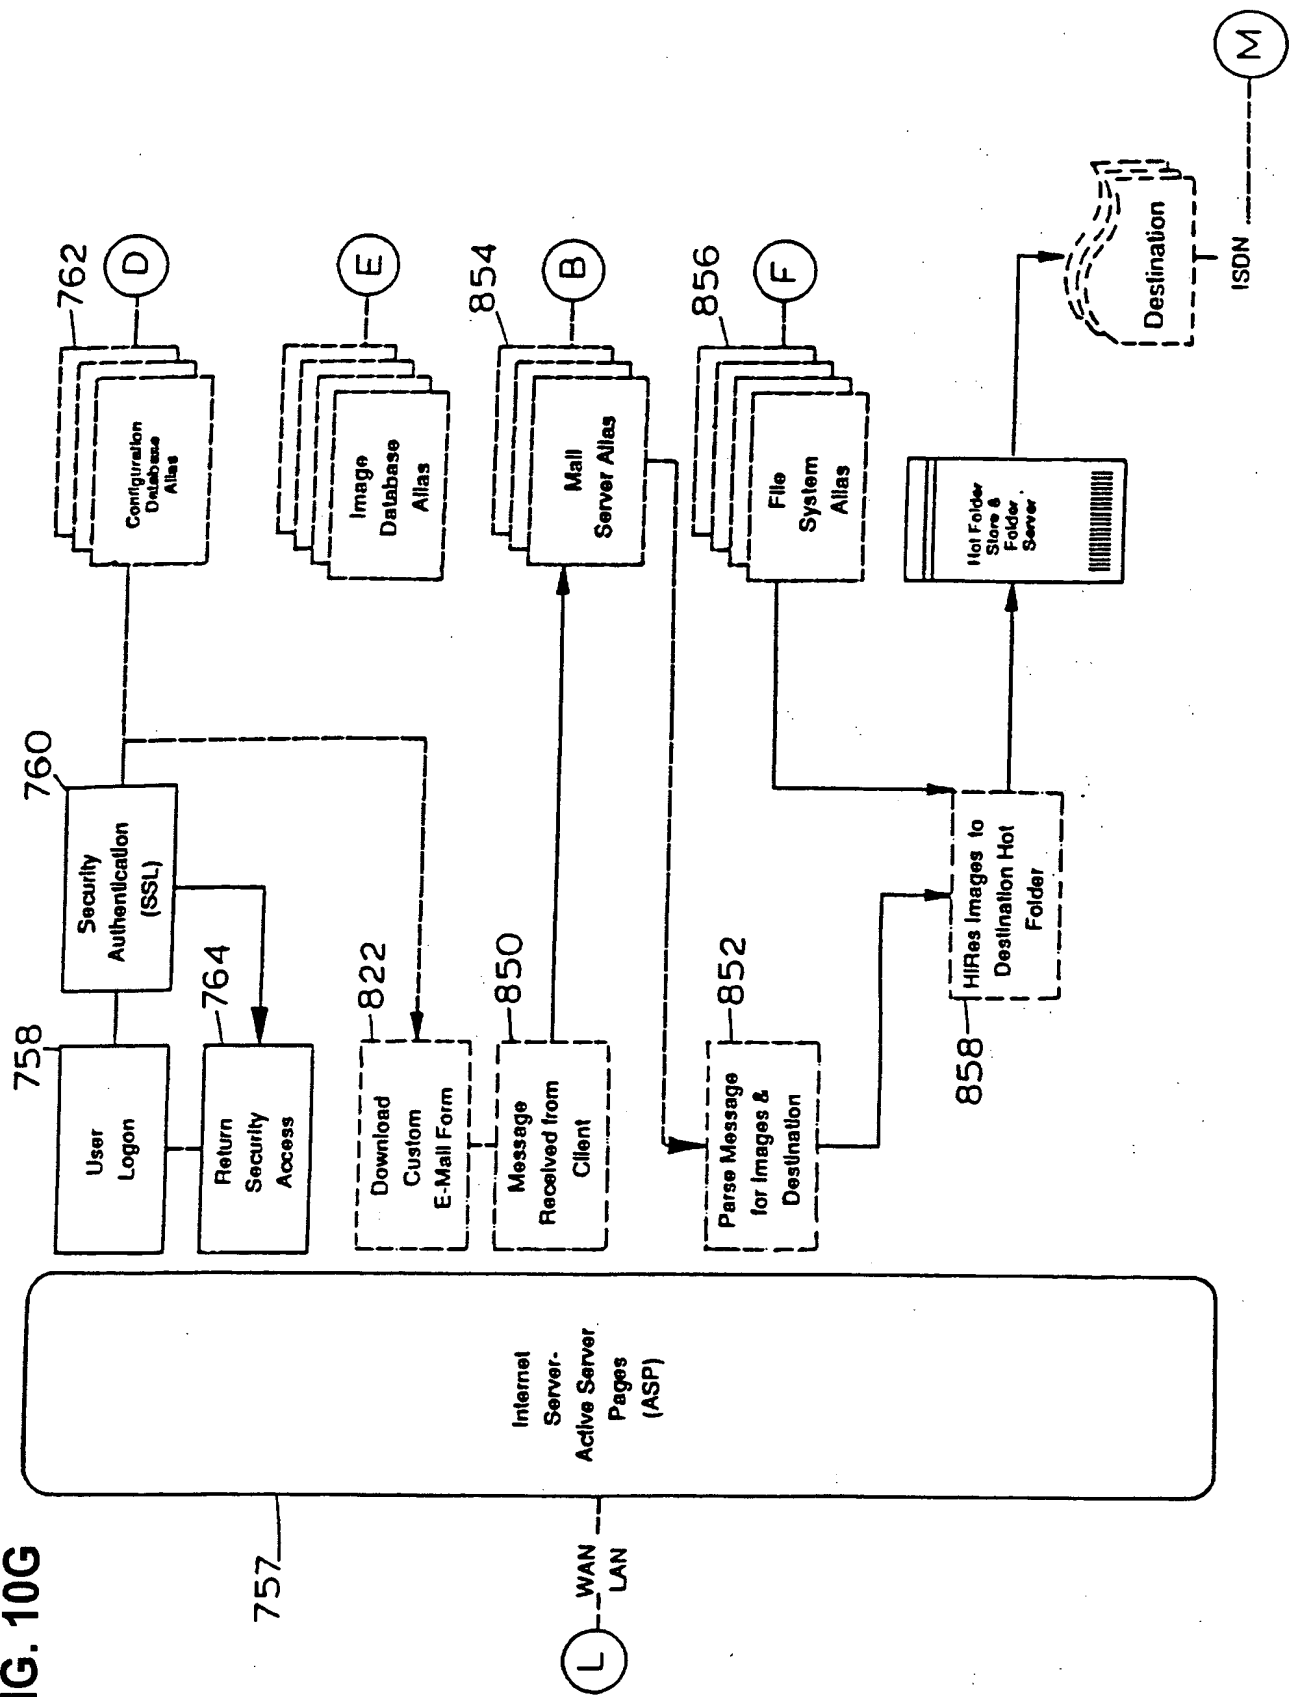 IG. 10G
757
L
WAN
LAN
Internet
Server-
Active Server
Pages
(ASP)
758
User
Logon
760
Security
Authentication
(SSL)
764
Return
Security
Access
762
Configuration
Database
Alias
D
Image
Database
Alias
E
822
Download
Custom
E-Mail Form
850
Message
Received from
Client
854
Mail
Server Alias
B
852
Parse Message
for Images &
Destination
856
File
System
Alias
F
858
HiRes Images to
Destination Hot
Folder
Hot Folder
Store &
Folder
Server
Destination
ISDN
M